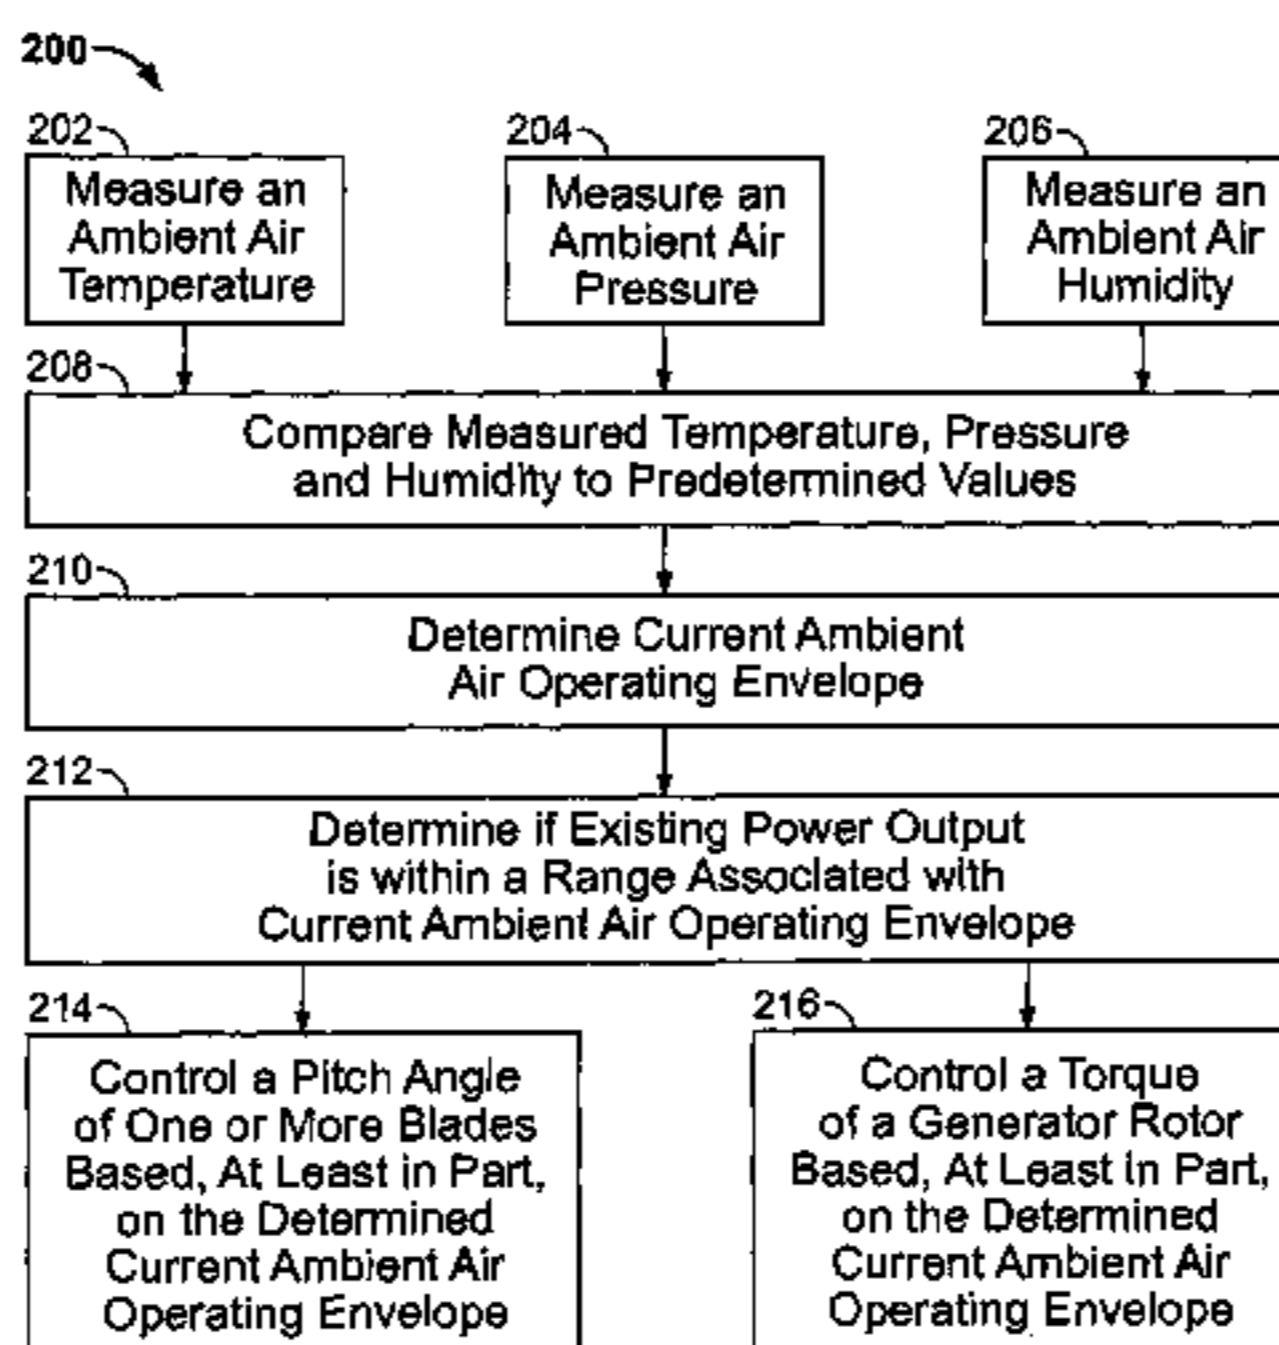 200
202
Measure an
Ambient Air
Temperature
204
Measure an
Ambient Air
Pressure
206
Measure an
Ambient Air
Humidity
208
Compare Measured Temperature, Pressure
and Humidity to Predetermined Values
210
Determine Current Ambient
Air Operating Envelope
212
Determine if Existing Power Output
is within a Range Associated with
Current Ambient Air Operating Envelope
214
Control a Pitch Angle
of One or More Blades
Based, At Least in Part,
on the Determined
Current Ambient Air
Operating Envelope
216
Control a Torque
of a Generator Rotor
Based, At Least in Part,
on the Determined
Current Ambient Air
Operating Envelope